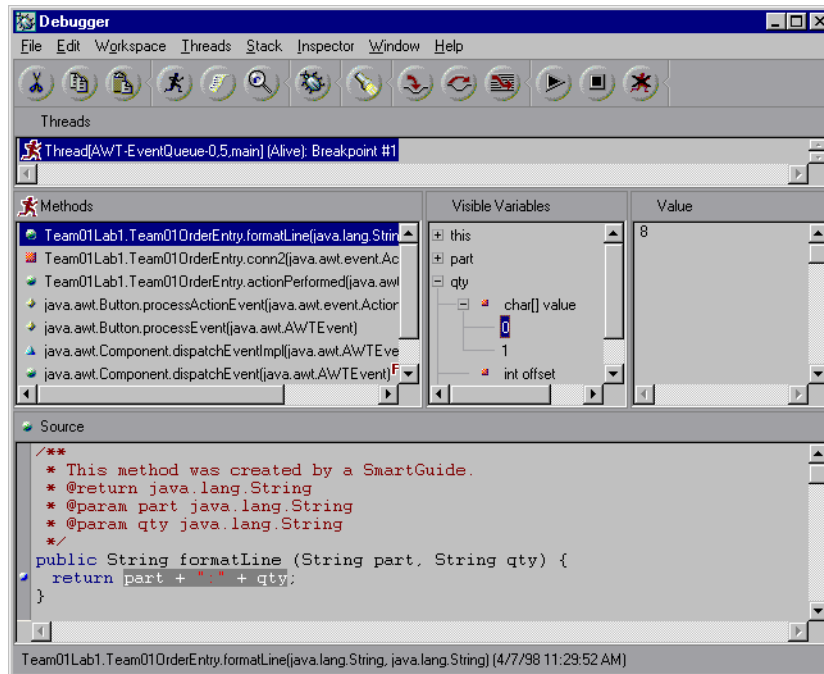 Debugger
File Edit Workspace Threads Stack Inspector Window Help
Threads
Thread[AWT-EventQueue-0,5,main] (Alive): Breakpoint #1
Methods
Visible Variables
Value
Team01Lab1.Team01OrderEntry.formatLine(java.lang.Strin
Team01Lab1.Team01OrderEntry.conn2(java.awt.event.Ac
Team01Lab1.Team01OrderEntry.actionPerformed(java.awt
java.awt.Button.processActionEvent(java.awt.event.Action
java.awt.Button.processEvent(java.awt.AWTEvent)
java.awt.Component.dispatchEventImpl(java.awt.AWTEve
java.awt.Component.dispatchEvent(java.awt.AWTEvent) F
this
part
qty
char[] value
0
1
int offset
8
Source
/**
* This method was created by a SmartGuide.
* @return java.lang.String
* @param part java.lang.String
* @param qty java.lang.String
*/
public String formatLine (String part, String qty) {
return part + ":" + qty;
}
Team01Lab1.Team01OrderEntry.formatLine(java.lang.String, java.lang.String) (4/7/98 11:29:52 AM)